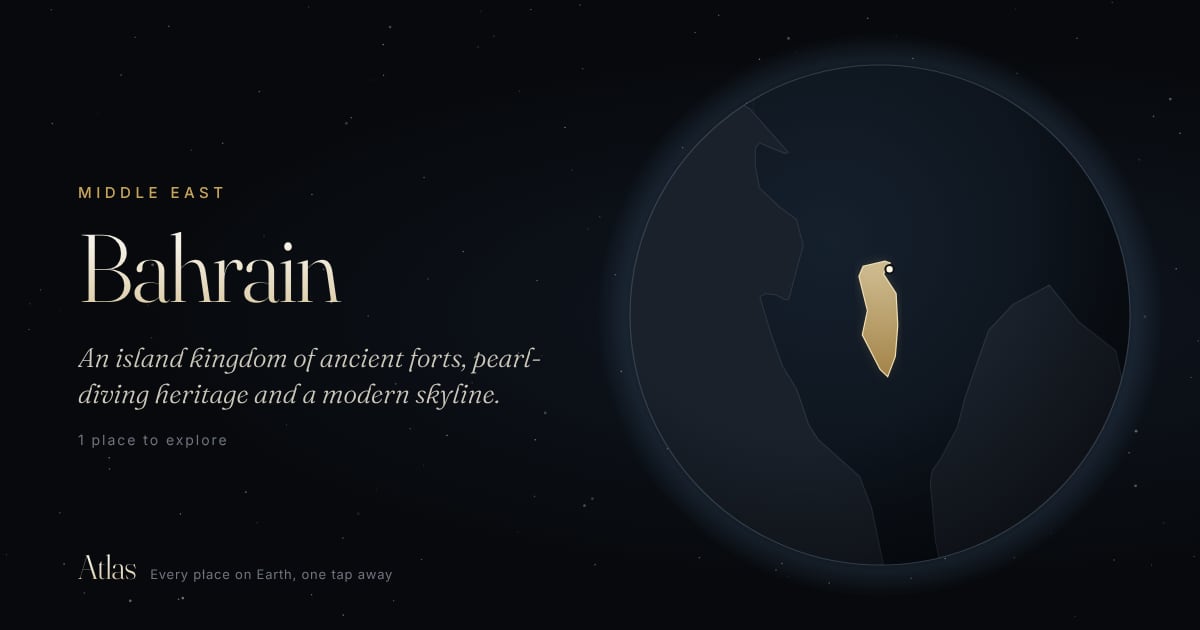 MIDDLE EAST
Bahrain
An island kingdom of ancient forts, pearl-
diving heritage and a modern skyline.
1 place to explore
Atlas Every place on Earth, one tap away